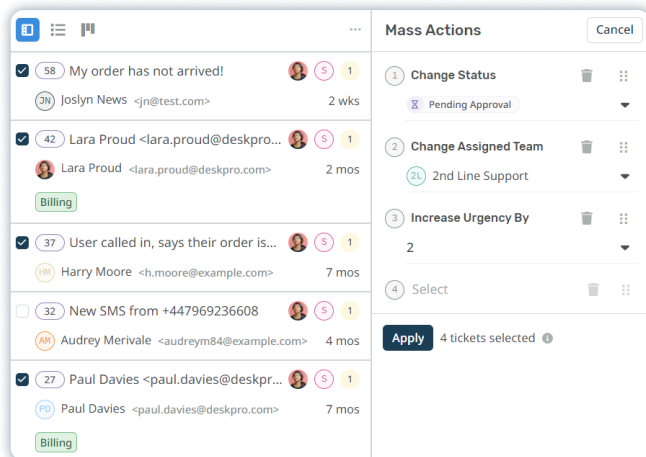 58 My order has not arrived! S 1
JN Joslyn News <jn@test.com> 2 wks
42 Lara Proud <lara.proud@deskpro... S 1
Lara Proud <lara.proud@deskpro.com> 2 mos
Billing
37 User called in, says their order is... S 1
HM Harry Moore <h.moore@example.com> 7 mos
32 New SMS from +447969236608 S 1
AM Audrey Merivale <audreym84@example.com> 4 mos
27 Paul Davies <paul.davies@deskpr... S 1
PD Paul Davies <paul.davies@deskpro.com> 7 mos
Billing
Mass Actions Cancel
1 Change Status
Pending Approval
2 Change Assigned Team
2L 2nd Line Support
3 Increase Urgency By
2
4 Select
Apply 4 tickets selected